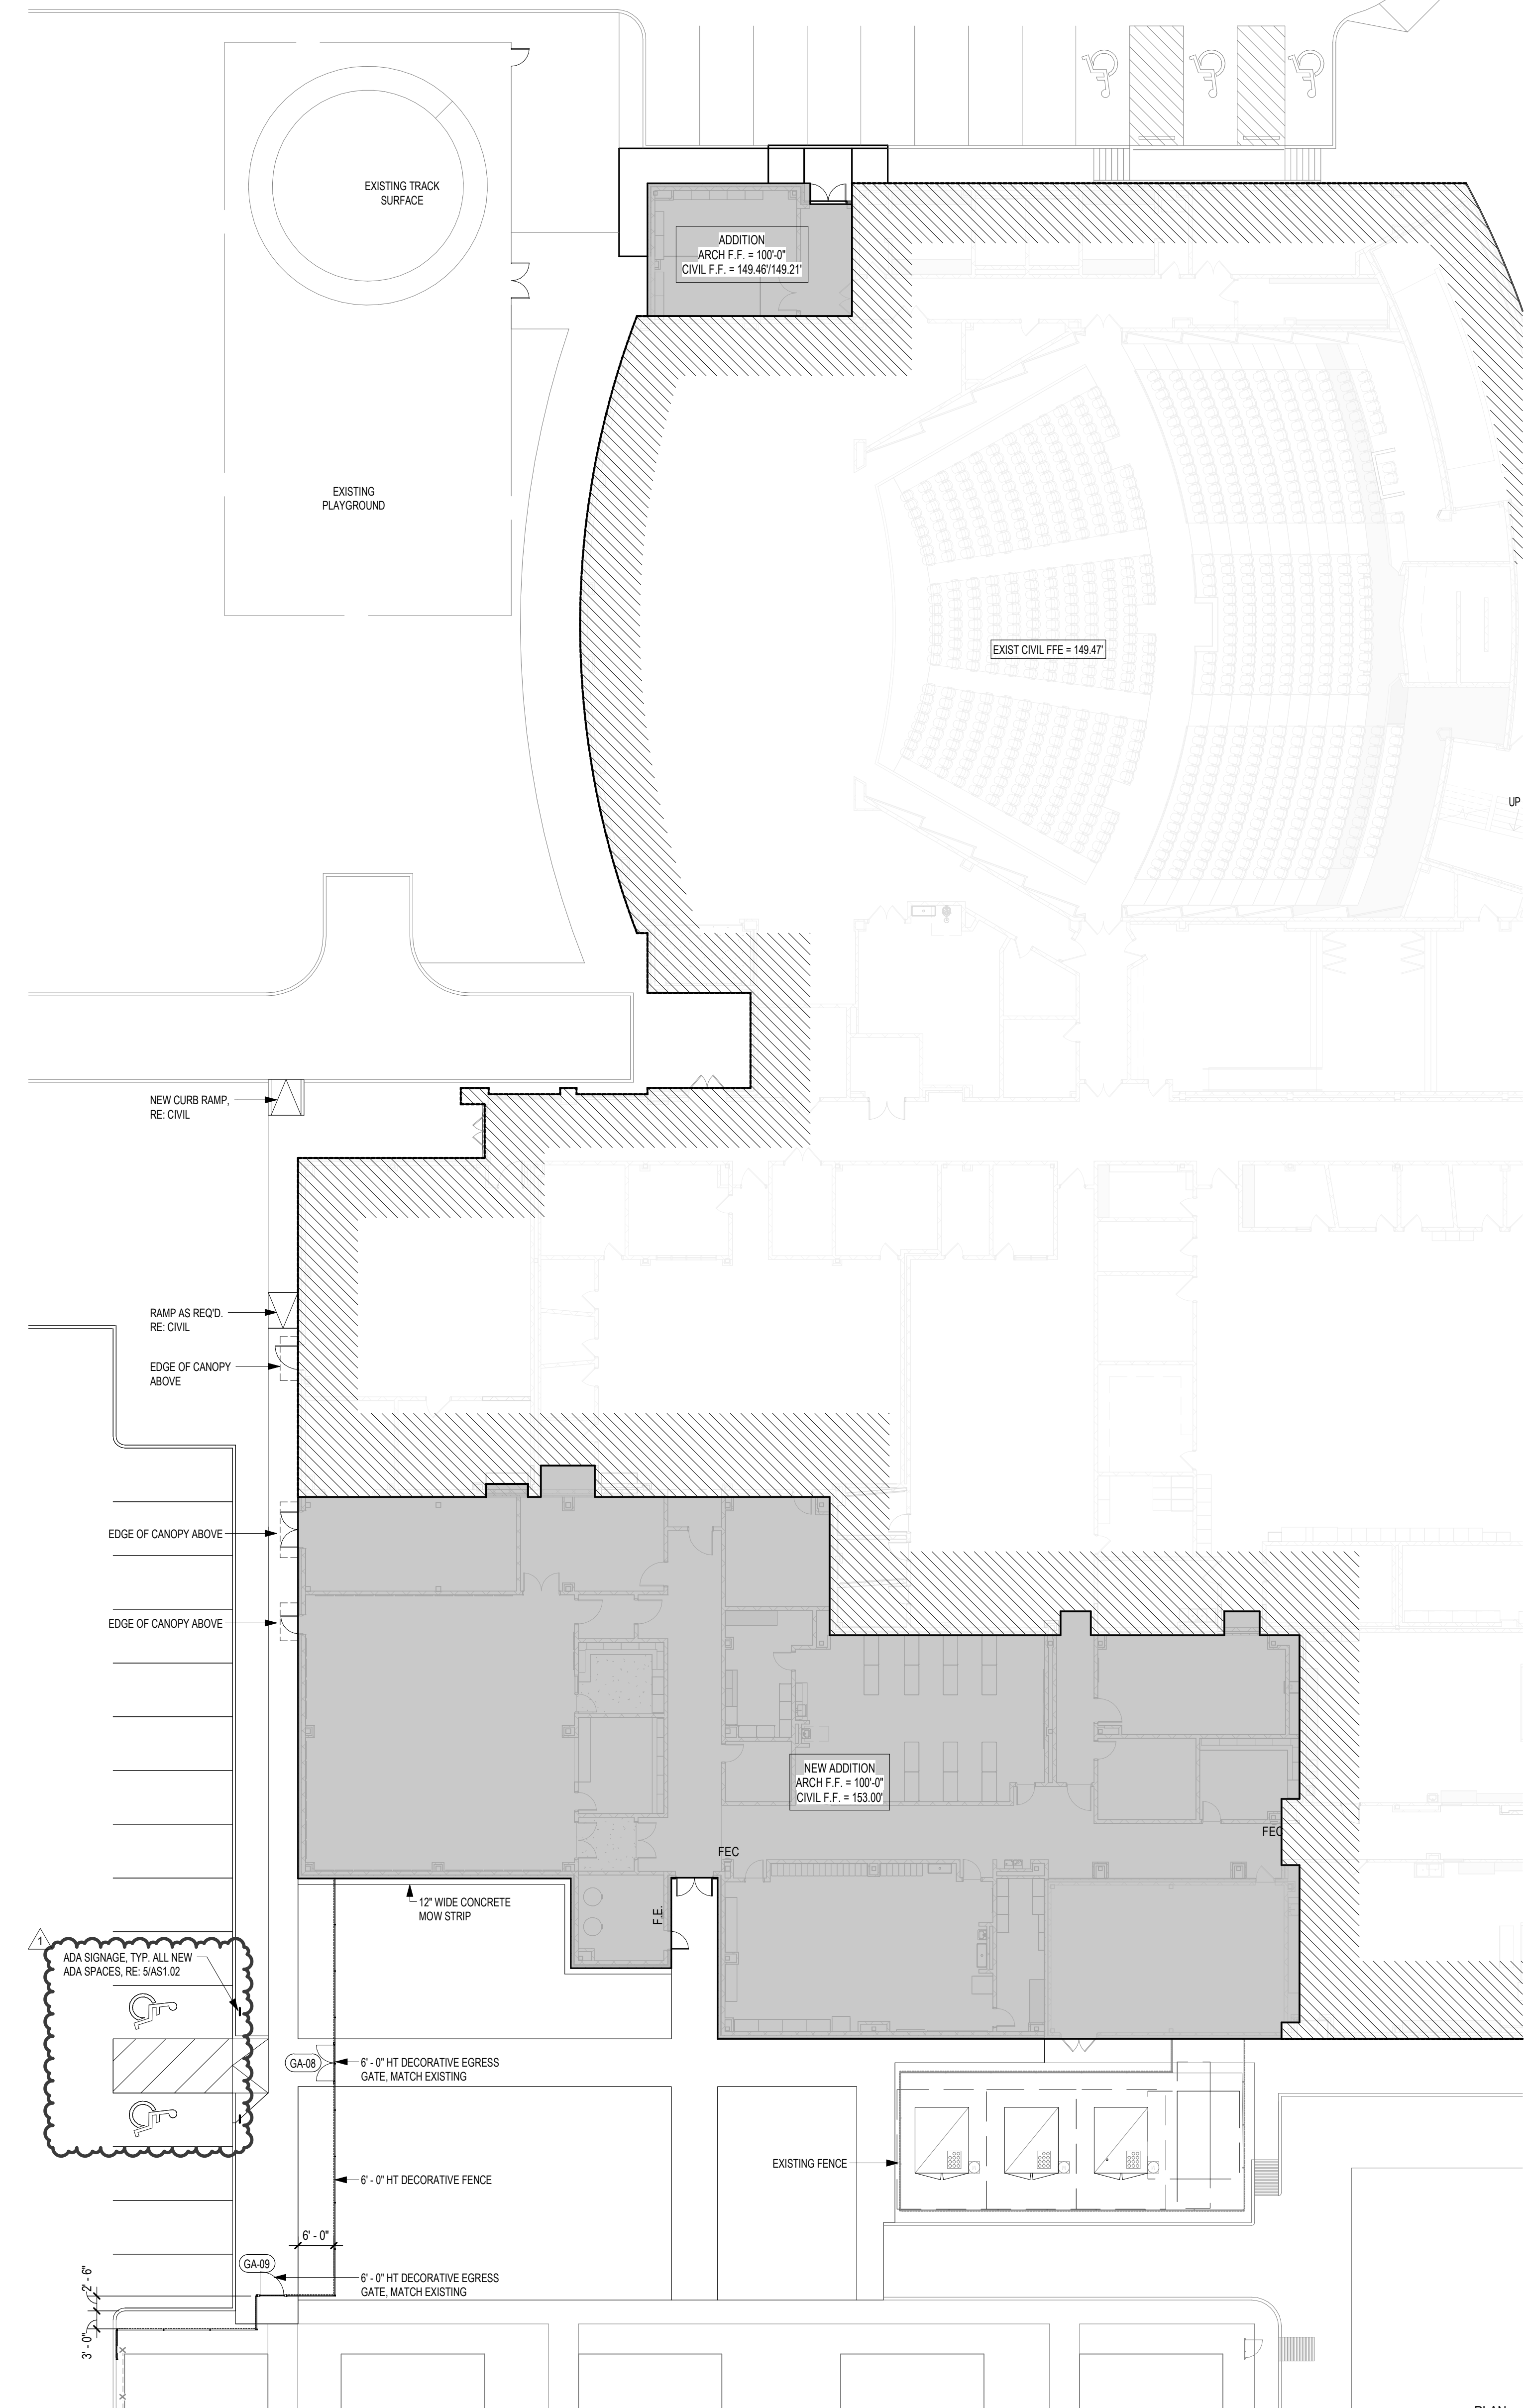 EXISTING TRACK
SURFACE
ADDITION
ARCH F.F. = 100'-0"
CIVIL F.F. = 149.46'/149.21'
EXISTING
PLAYGROUND
EXIST CIVIL FFE = 149.47'
UP
NEW CURB RAMP,
RE: CIVIL
RAMP AS REQ'D.
RE: CIVIL
EDGE OF CANOPY
ABOVE
EDGE OF CANOPY ABOVE
EDGE OF CANOPY ABOVE
NEW ADDITION
ARCH F.F. = 100'-0"
CIVIL F.F. = 153.00'
FEC
FEC
F.E.
12" WIDE CONCRETE
MOW STRIP
1
ADA SIGNAGE, TYP. ALL NEW
ADA SPACES, RE: 5/AS1.02
GA-08
6' - 0" HT DECORATIVE EGRESS
GATE, MATCH EXISTING
EXISTING FENCE
6' - 0" HT DECORATIVE FENCE
6' - 0"
GA-09
6' - 0" HT DECORATIVE EGRESS
GATE, MATCH EXISTING
2' - 6"
3' - 0"